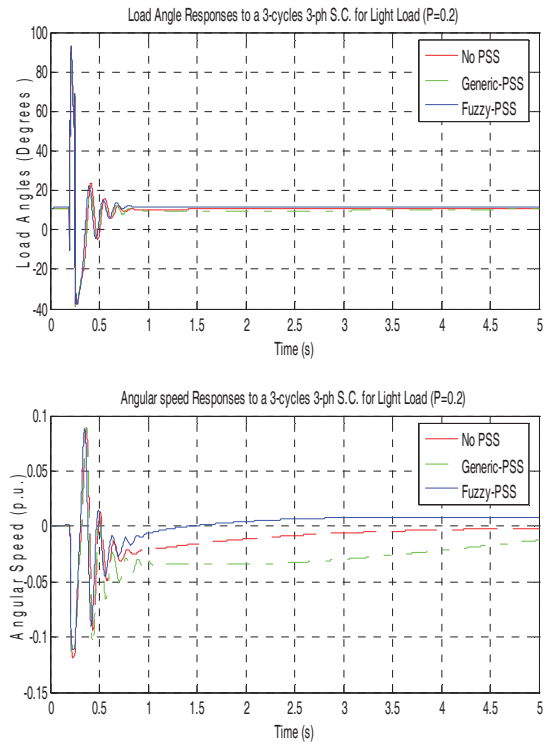 Load Angle Responses to a 3-cycles 3-ph S.C. for Light Load (P=0.2)
100
80
60
40
20
0
-20
-40
Load Angles (Degrees )
No PSS
Generic-PSS
Fuzzy-PSS
0 0.5 1 1.5 2 2.5 3 3.5 4 4.5 5
Time (s)
Angular speed Responses to a 3-cycles 3-ph S.C. for Light Load (P=0.2)
0.1
0.05
0
-0.05
-0.1
-0.15
Angular Speed (p.u.)
No PSS
Generic-PSS
Fuzzy-PSS
0 0.5 1 1.5 2 2.5 3 3.5 4 4.5 5
Time (s)